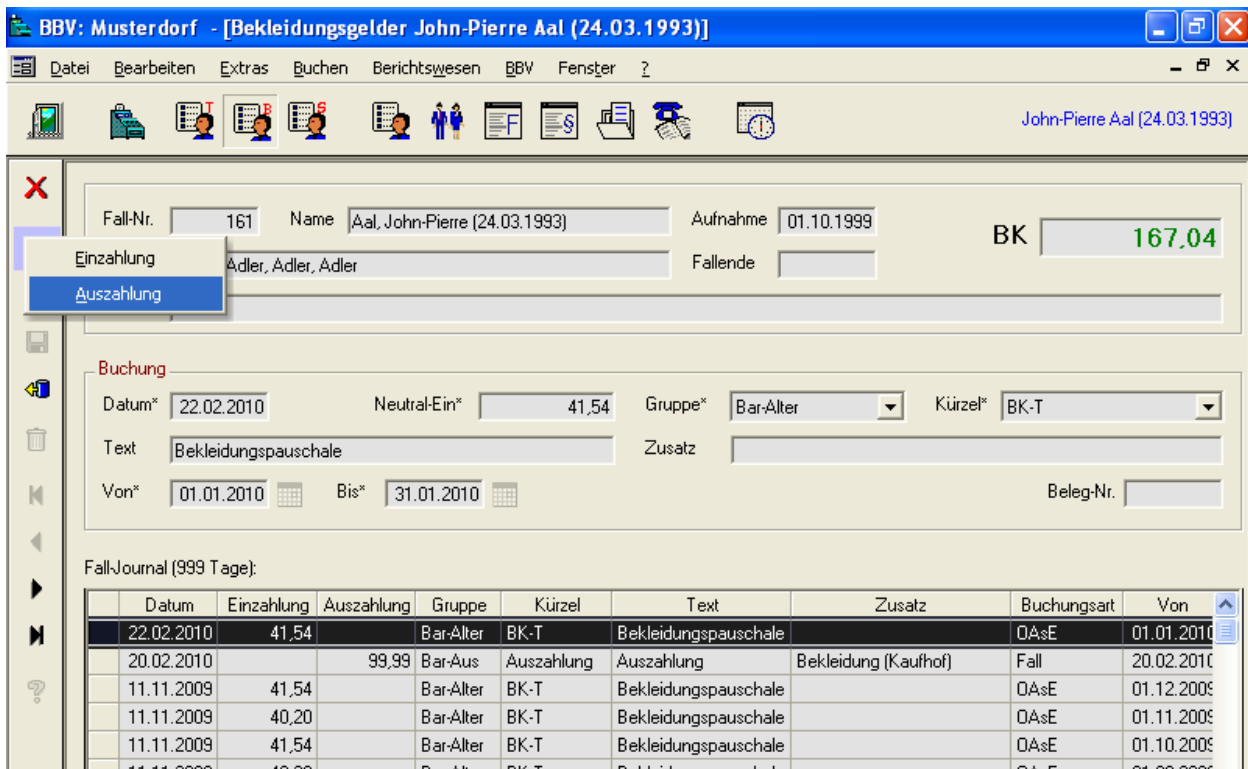 BBV: Musterdorf - [Bekleidungsgelder John-Pierre Aal (24.03.1993)]
Datei Bearbeiten Extras Buchen Berichtswesen BBV Fenster ?
T B S F § John-Pierre Aal (24.03.1993)
Fall-Nr. 161 Name Aal, John-Pierre (24.03.1993) Aufnahme 01.10.1999 BK 167,04
Einzahlung Adler, Adler, Adler Fallende
Auszahlung
Buchung
Datum* 22.02.2010 Neutral-Ein* 41,54 Gruppe* Bar-Alter Kürzel* BK-T
Text Bekleidungspauschale Zusatz
Von* 01.01.2010 Bis* 31.01.2010 Beleg-Nr.
Fall-Journal (999 Tage):
Datum Einzahlung Auszahlung Gruppe Kürzel Text Zusatz Buchungsart Von
22.02.2010 41,54 Bar-Alter BK-T Bekleidungspauschale OAsE 01.01.2010
20.02.2010 99,99 Bar-Aus Auszahlung Auszahlung Bekleidung (Kaufhof) Fall 20.02.2010
11.11.2009 41,54 Bar-Alter BK-T Bekleidungspauschale OAsE 01.12.2009
11.11.2009 40,20 Bar-Alter BK-T Bekleidungspauschale OAsE 01.11.2009
11.11.2009 41,54 Bar-Alter BK-T Bekleidungspauschale OAsE 01.10.2009